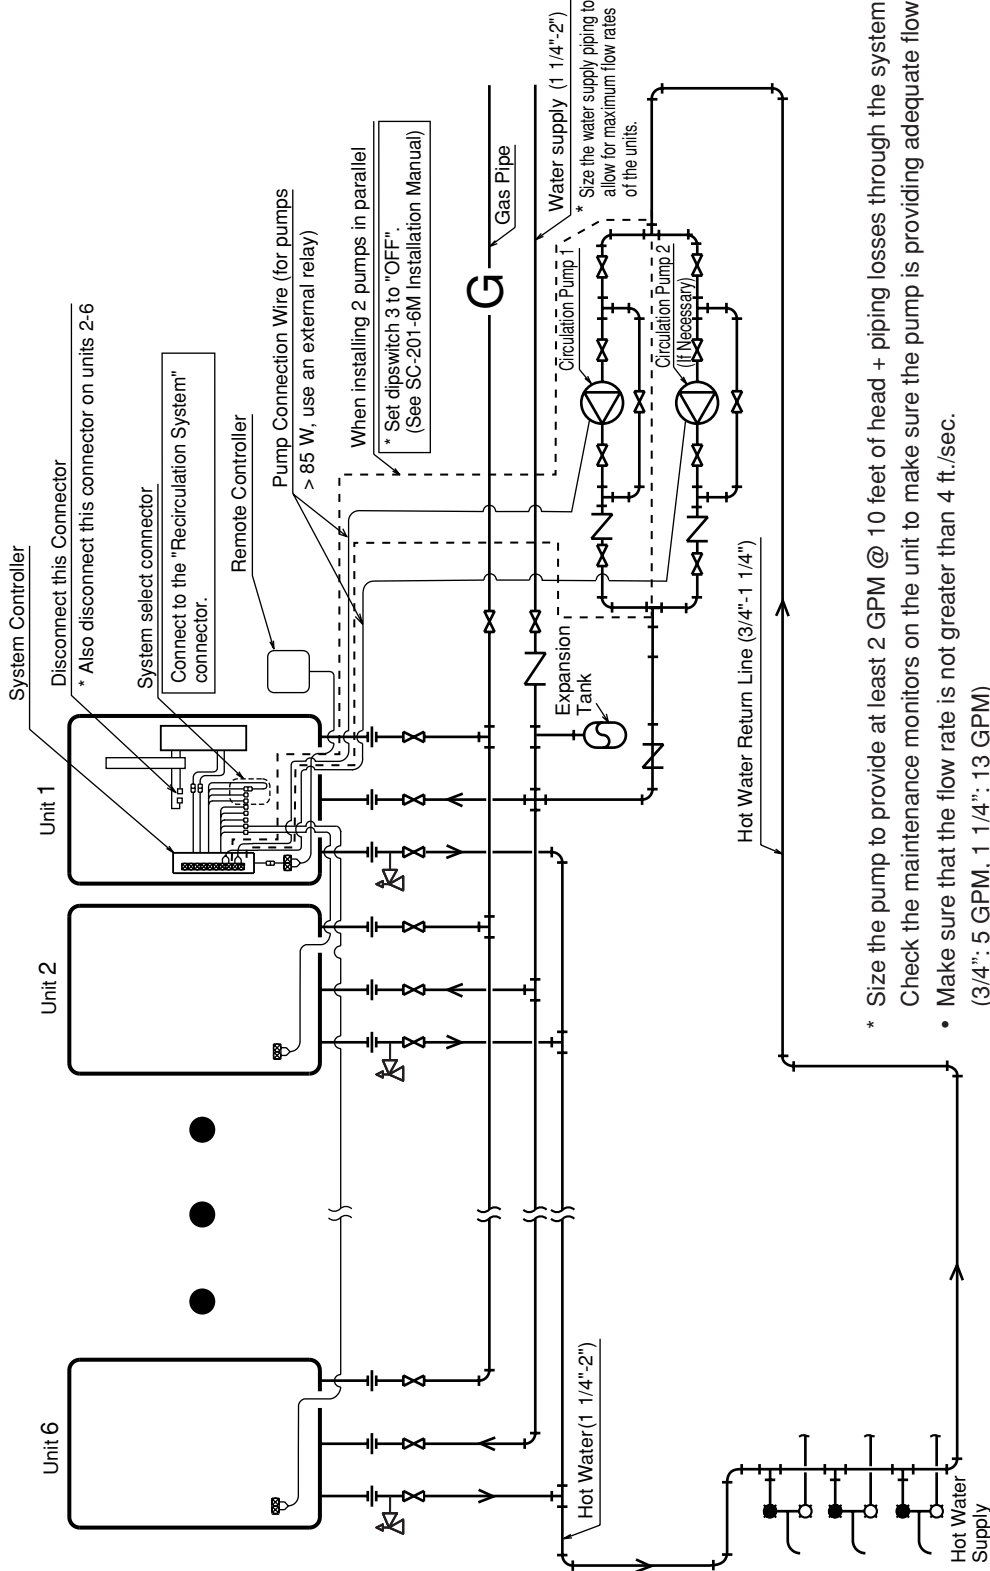 System Controller
Disconnect this Connector
* Also disconnect this connector on units 2-6
System select connector
Connect to the "Recirculation System"
connector.
Remote Controller
Pump Connection Wire (for pumps
> 85 W, use an external relay)
When installing 2 pumps in parallel
* Set dipswitch 3 to "OFF".
(See SC-201-6M Installation Manual)
G
Gas Pipe
Water supply (1 1/4"-2")
* Size the water supply piping to
allow for maximum flow rates
of the units.
Unit 1
Unit 2
Unit 6
Expansion
Tank
Circulation Pump 1
Circulation Pump 2
(If Necessary)
Hot Water Return Line (3/4"-1 1/4")
Hot Water(1 1/4"-2")
Hot Water
Supply
* Size the pump to provide at least 2 GPM @ 10 feet of head + piping losses through the system
Check the maintenance monitors on the unit to make sure the pump is providing adequate flow
• Make sure that the flow rate is not greater than 4 ft./sec.
(3/4”: 5 GPM, 1 1/4”: 13 GPM)